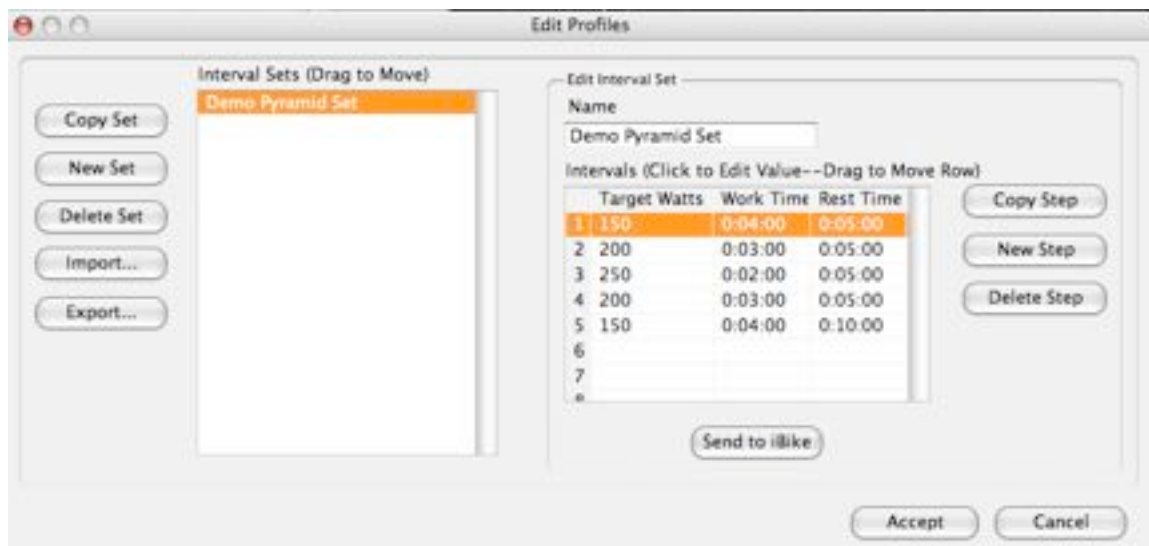 Edit Profiles
Interval Sets (Drag to Move)
Demo Pyramid Set
Copy Set
New Set
Delete Set
Import...
Export...
Edit Interval Set
Name
Demo Pyramid Set
Intervals (Click to Edit Value--Drag to Move Row)
Target Watts Work Time Rest Time
1 150 0:04:00 0:05:00
2 200 0:03:00 0:05:00
3 250 0:02:00 0:05:00
4 200 0:03:00 0:05:00
5 150 0:04:00 0:10:00
6
7
Copy Step
New Step
Delete Step
Send to iBike
Accept
Cancel